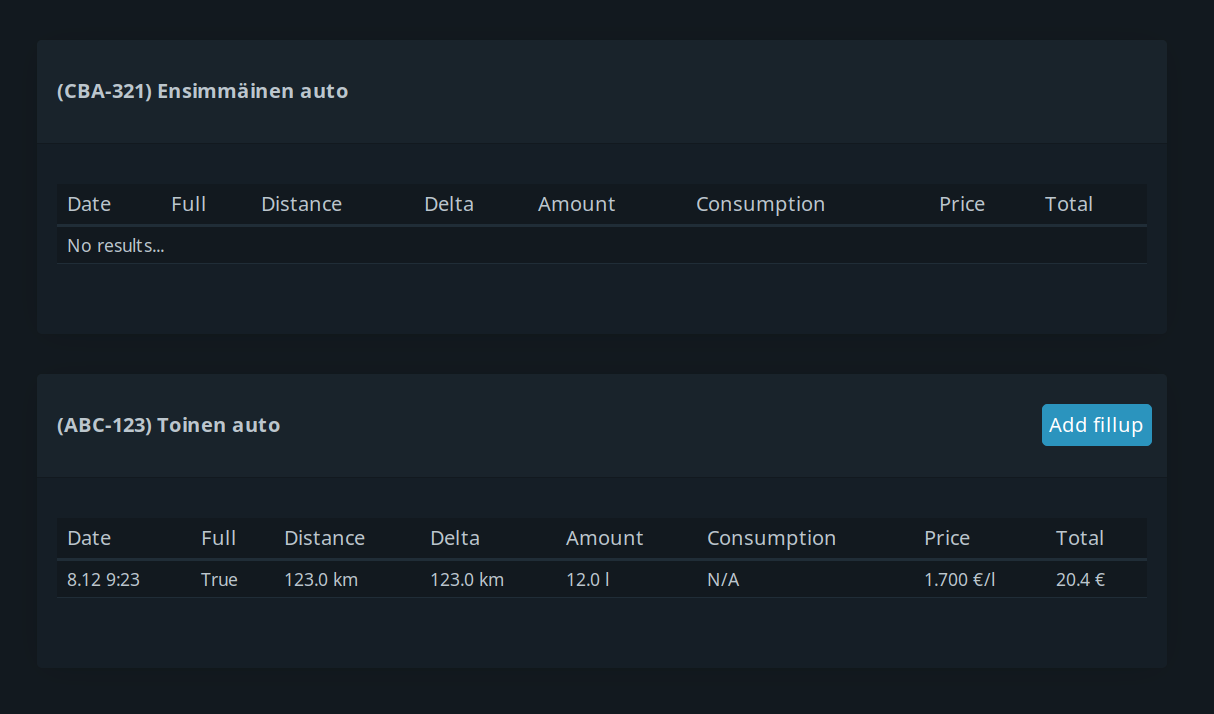 (CBA-321) Ensimmäinen auto
Date Full Distance Delta Amount Consumption Price Total
No results...
(ABC-123) Toinen auto Add fillup
Date Full Distance Delta Amount Consumption Price Total
8.12 9:23 True 123.0 km 123.0 km 12.0 l N/A 1.700 €/l 20.4 €